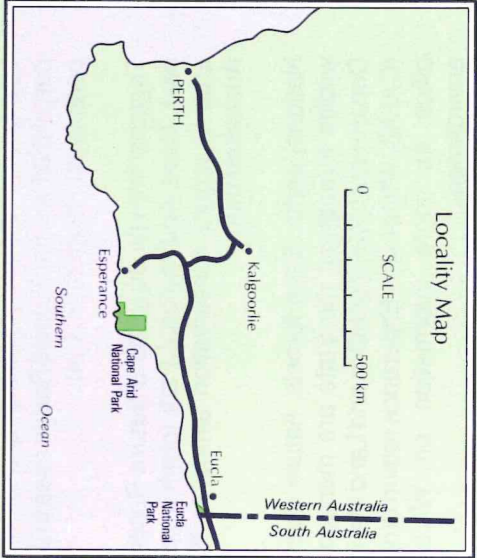 Locality Map
SCALE
0
500 km
PERTH
Kalgoorlie
Esperance
Cape Arid
National Park
Eucla
Eucla
National
Park
Western Australia
South Australia
Southern
Ocean